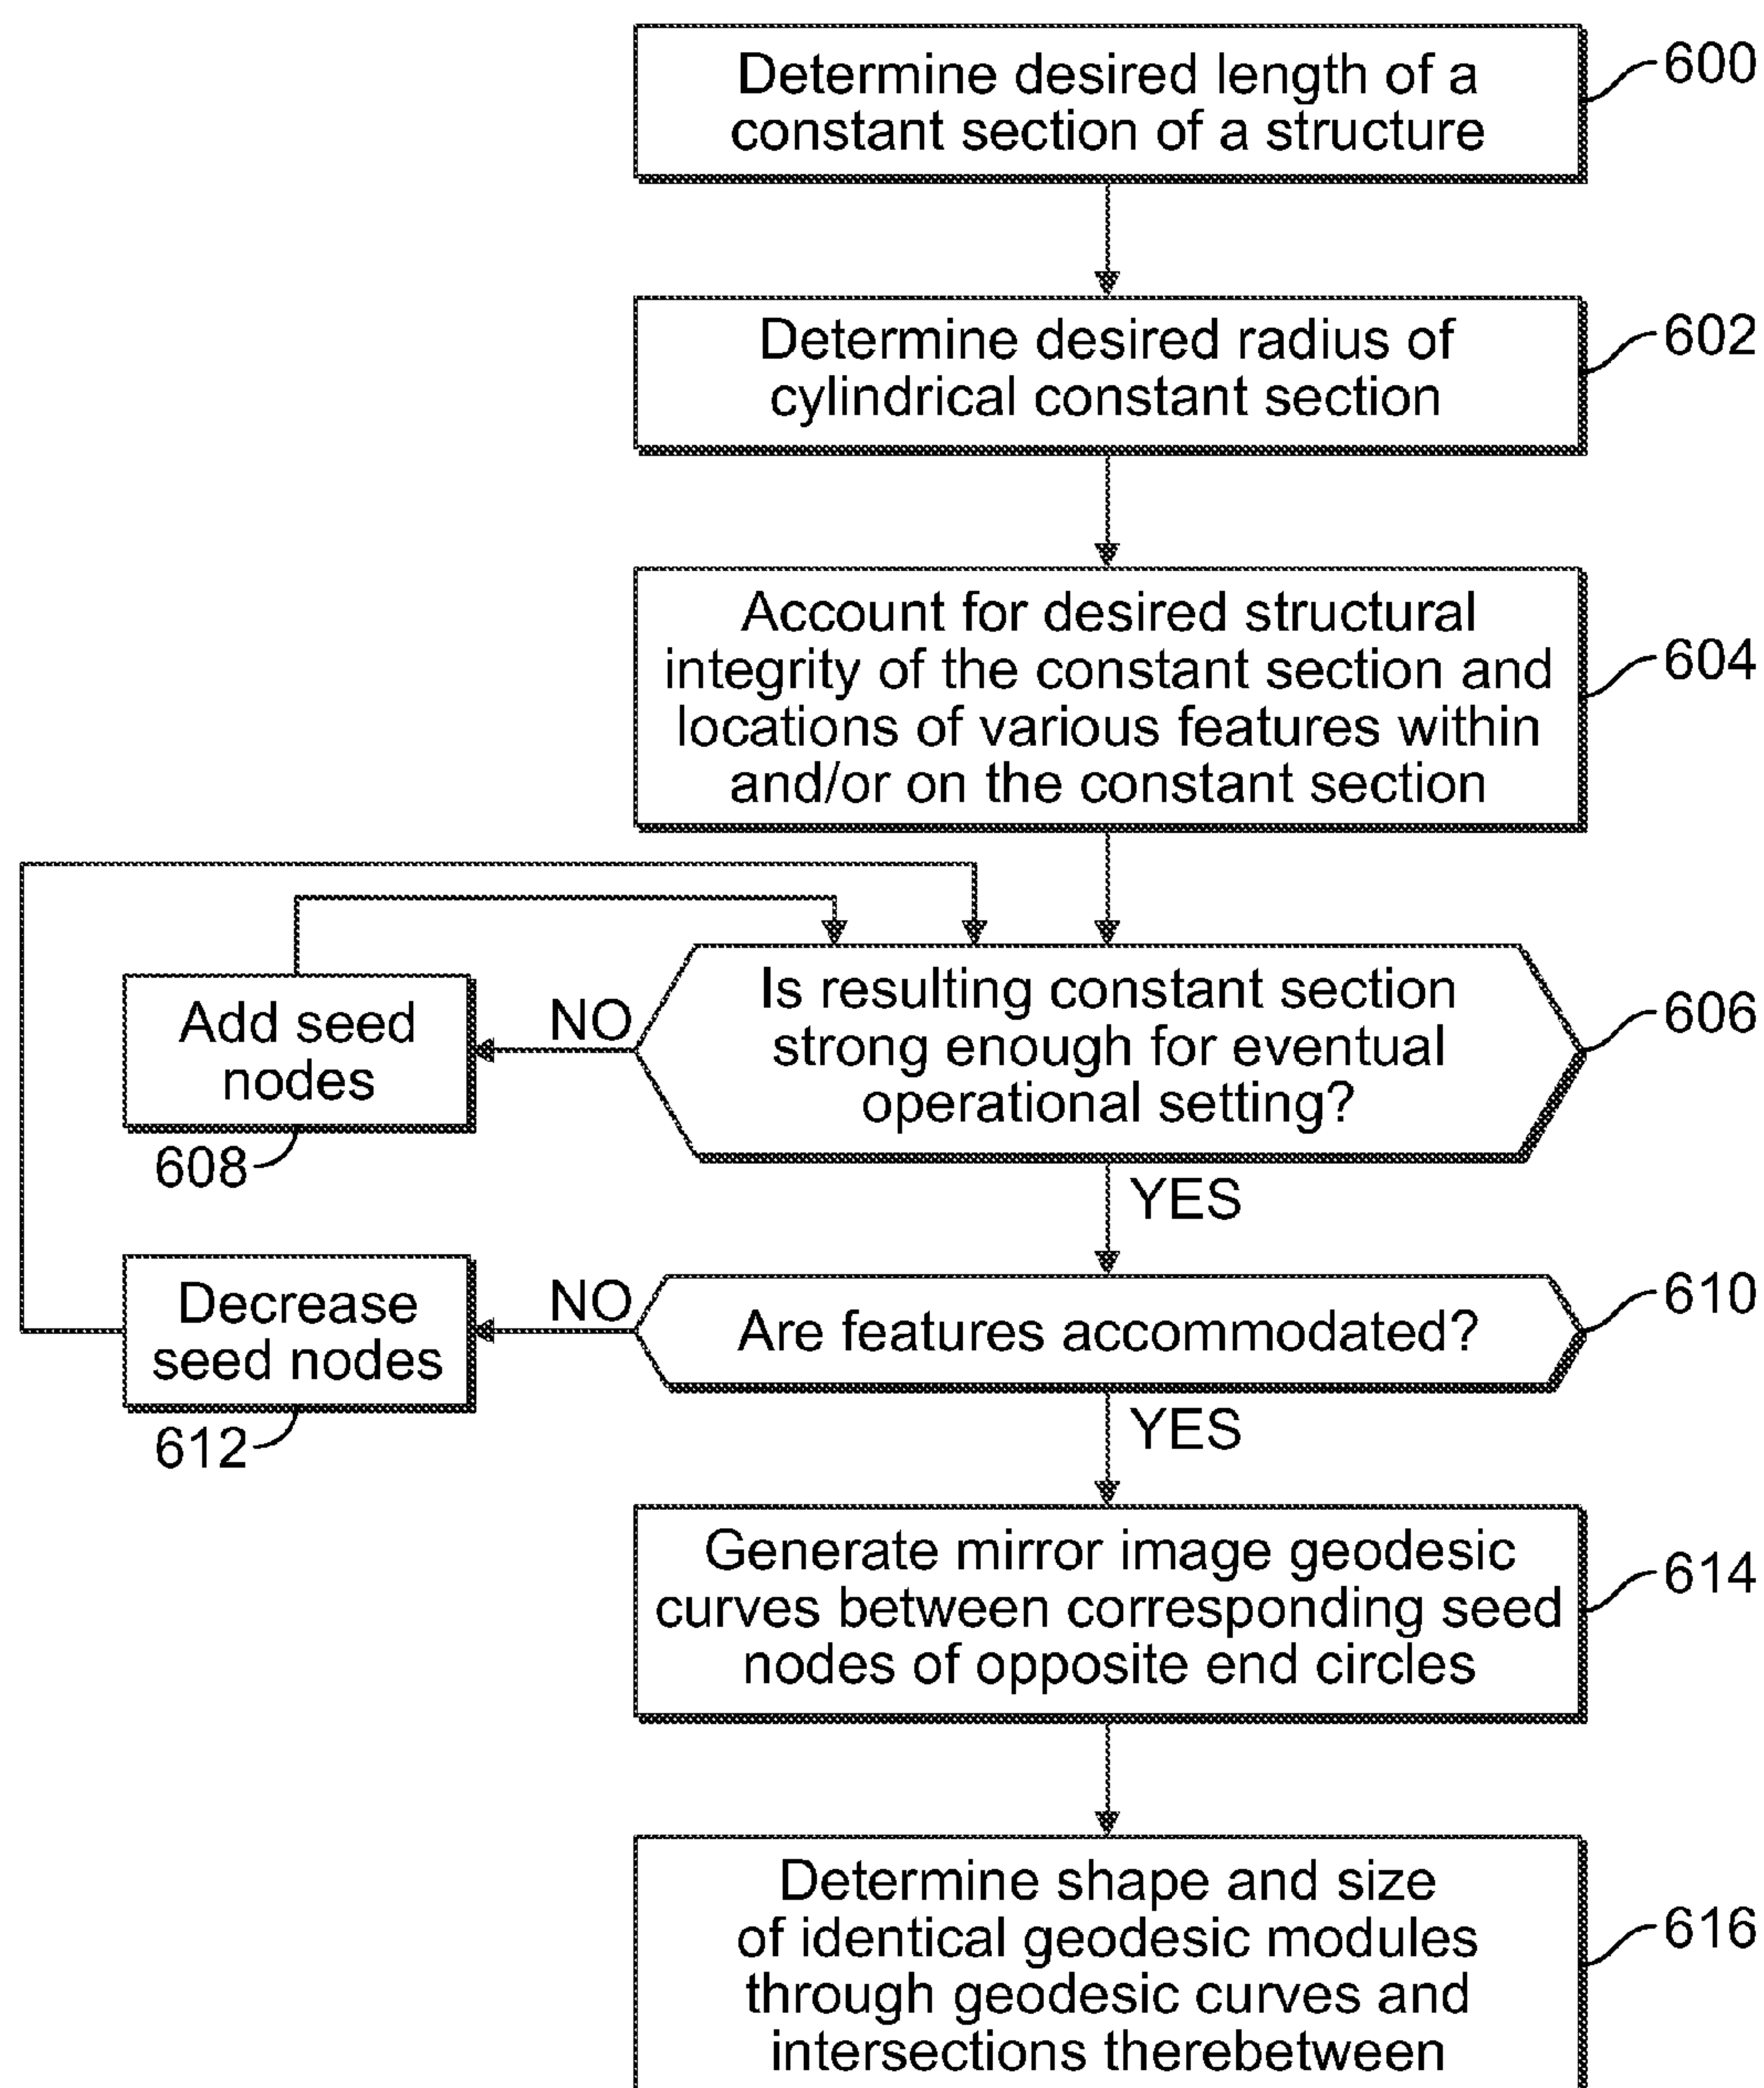 Determine desired length of a
constant section of a structure
600
Determine desired radius of
cylindrical constant section
602
Account for desired structural
integrity of the constant section and
locations of various features within
and/or on the constant section
604
Is resulting constant section
strong enough for eventual
operational setting?
606
NO
Add seed
nodes
608
YES
Are features accommodated?
610
NO
Decrease
seed nodes
612
YES
Generate mirror image geodesic
curves between corresponding seed
nodes of opposite end circles
614
Determine shape and size
of identical geodesic modules
through geodesic curves and
intersections therebetween
616